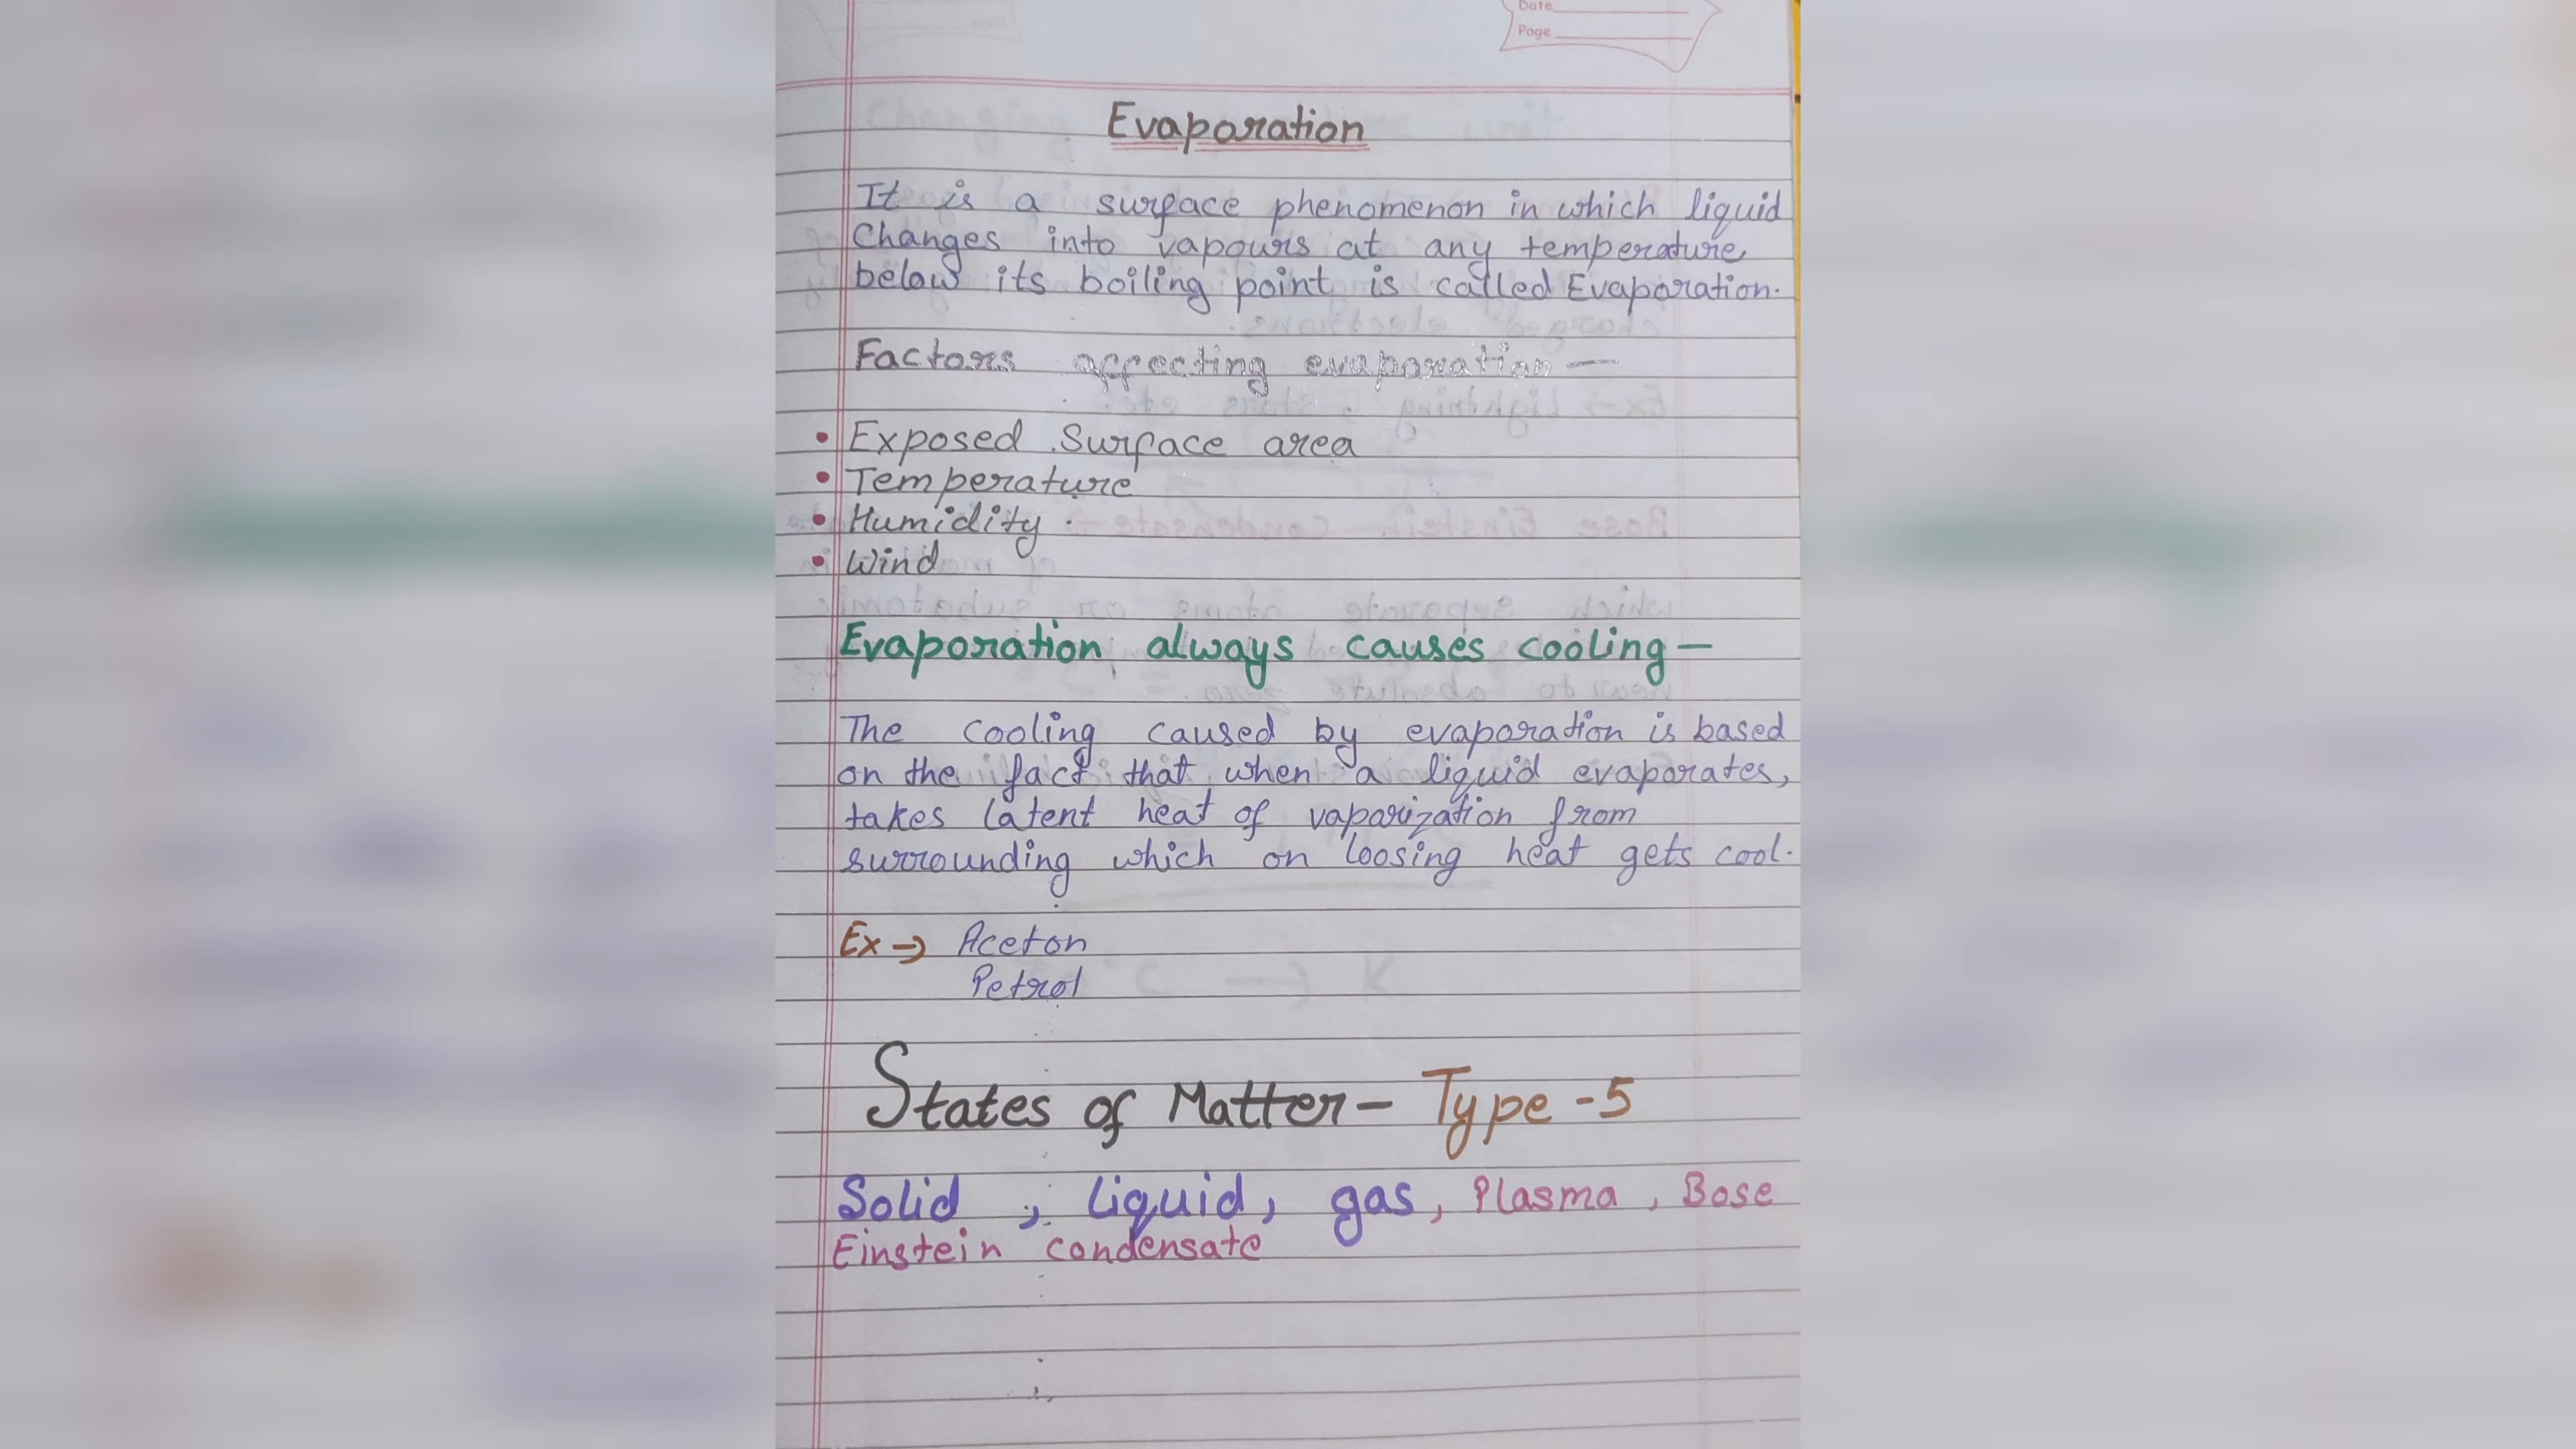 Date
Page
Evaporation
It is a surface phenomenon in which liquid
Changes into vapours at any temperature
below its boiling point is called Evaporation.
Factors affecting evaporation —
• Exposed Surface area
• Temperature
• Humidity.
• Wind
Evaporation always causes cooling —
The cooling caused by evaporation is based
on the fact that when a liquid evaporates,
takes latent heat of vaporization from
surrounding which on loosing heat gets cool.
Ex → Aceton
Petrol
States of Matter - Type -5
Solid, liquid, gas, Plasma, Bose
Einstein condensate